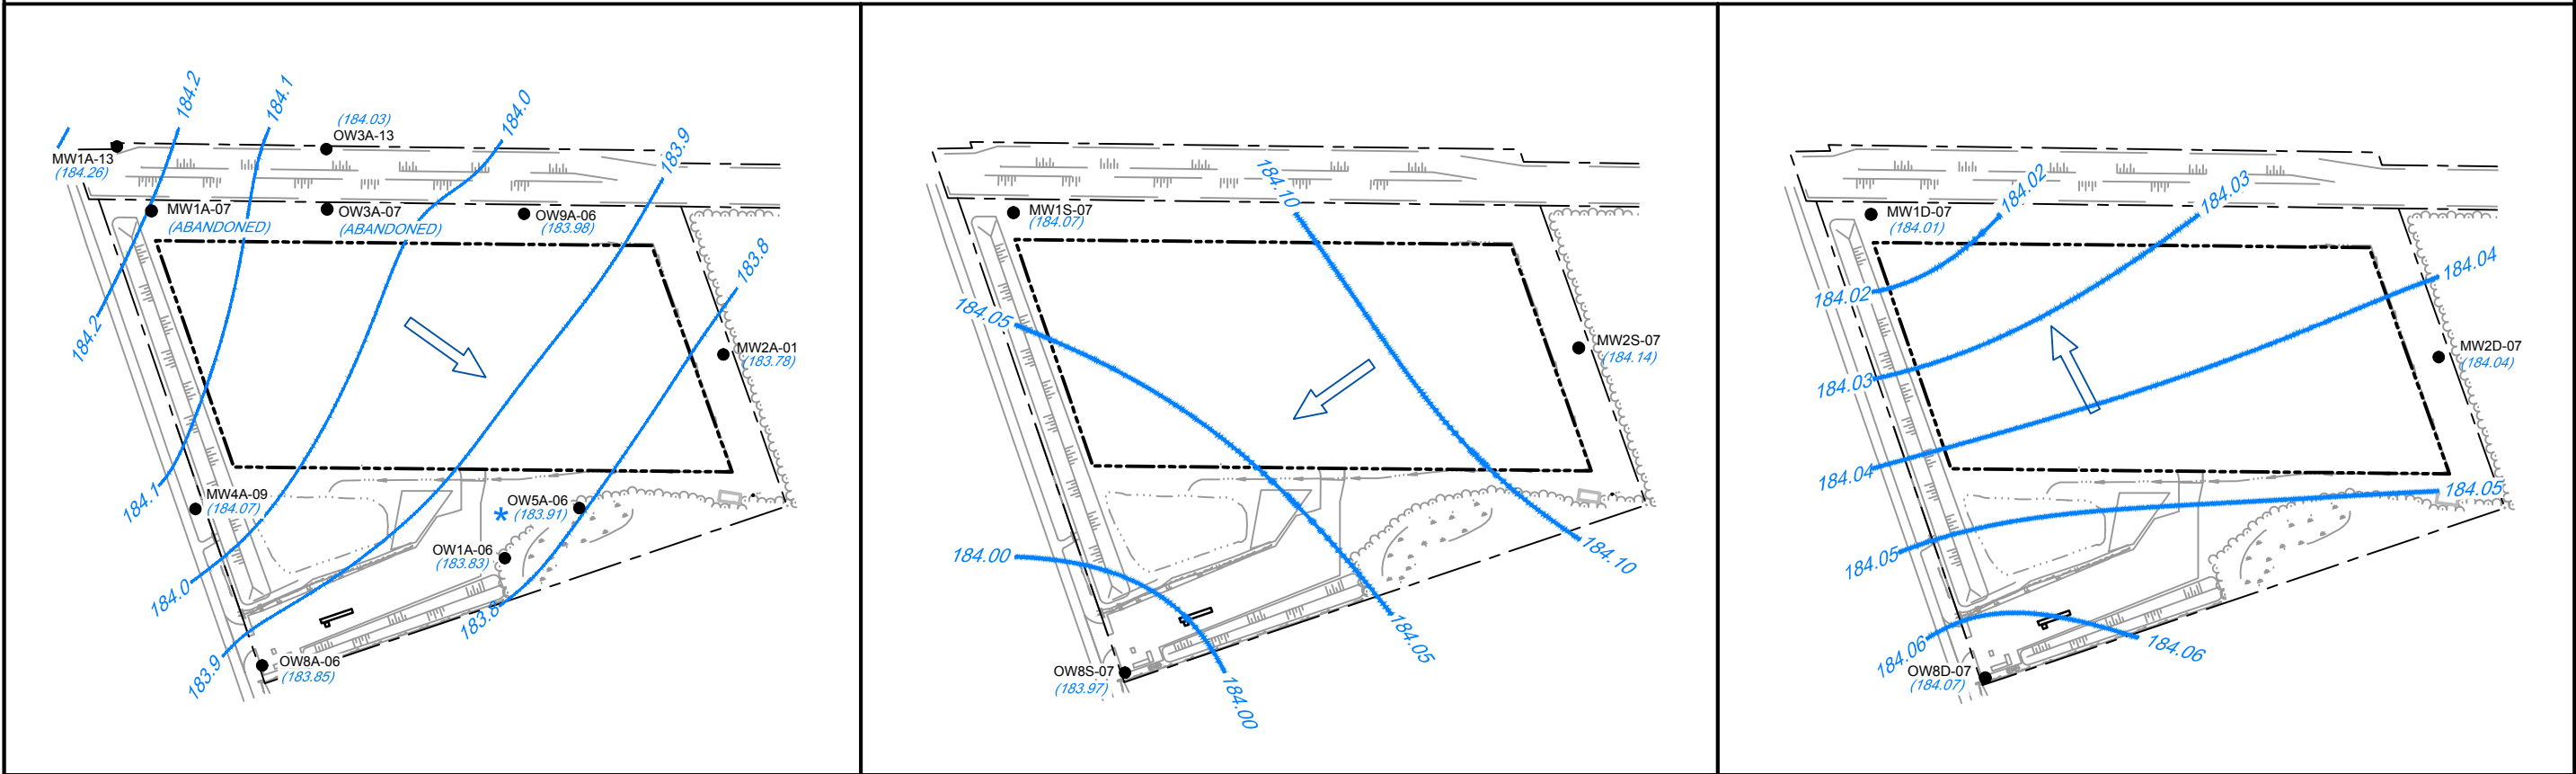 184.2
184.1
184.0
183.9
183.8
(184.03)
OW3A-13
MW1A-13
(184.26)
MW1A-07
(ABANDONED)
OW3A-07
(ABANDONED)
OW9A-06
(183.98)
MW2A-01
(183.78)
184.2
184.1
MW4A-09
(184.07)
OW5A-06
* (183.91)
OW1A-06
(183.83)
184.0
183.8
183.9
OW8A-06
(183.85)
184.10
MW1S-07
(184.07)
184.05
MW2S-07
(184.14)
184.00
184.10
184.05
OW8S-07
(183.97)
184.00
184.02
184.03
MW1D-07
(184.01)
184.04
184.02
MW2D-07
(184.04)
184.03
184.04
184.05
184.05
184.06
184.06
OW8D-07
(184.07)